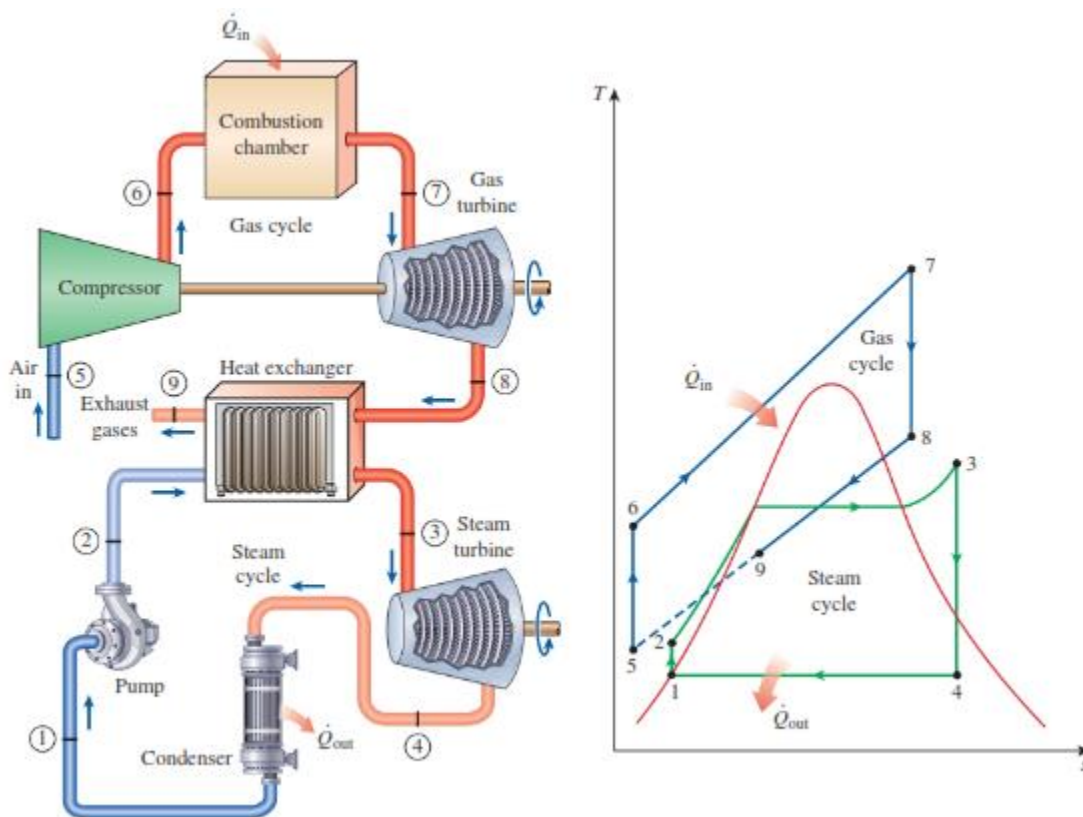 Q̇in
Combustion
chamber
6
7
Gas
turbine
Gas cycle
Compressor
Air
in
5
Heat exchanger
9
8
Exhaust
gases
2
3
Steam
turbine
Steam
cycle
Pump
1
Condenser
Q̇out
4
T
7
Gas
cycle
Q̇in
8
3
6
9
Steam
cycle
2
5
1
4
Q̇out